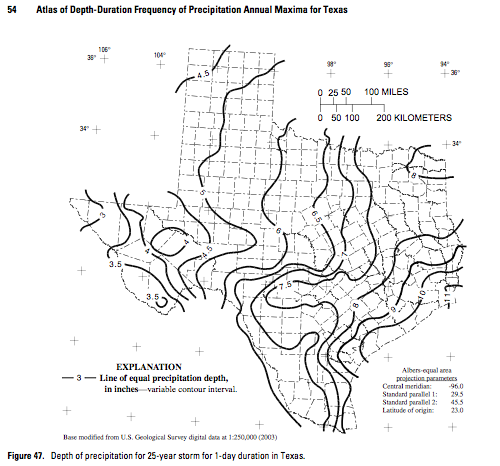 54 Atlas of Depth-Duration Frequency of Precipitation Annual Maxima for Texas
106°
36°
104°
98°
96°
94°
36°
4.5
0 25 50 100 MILES
0 50 100 200 KILOMETERS
34°
34°
8
5
3
6.5
6
4
4
4.5
7
3.5
7.5
3.5
8
9
10
11
EXPLANATION
3 Line of equal precipitation depth,
in inches—variable contour interval.
Albers-equal area
projection parameters
Central meridian: -96.0
Standard parallel 1: 29.5
Standard parallel 2: 45.5
Latitude of origin: 23.0
Base modified from U.S. Geological Survey digital data at 1:250,000 (2003)
Figure 47. Depth of precipitation for 25-year storm for 1-day duration in Texas.